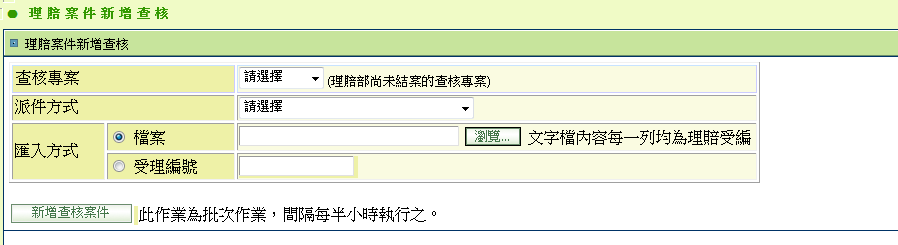 理賠案件新增查核
理賠案件新增查核
查核專案 請選擇 (理賠部尚未結案的查核專案)
派件方式 請選擇
匯入方式 檔案 瀏覽... 文字檔內容每一列均為理賠受編
受理編號
新增查核案件 此作業為批次作業，間隔每半小時執行之。